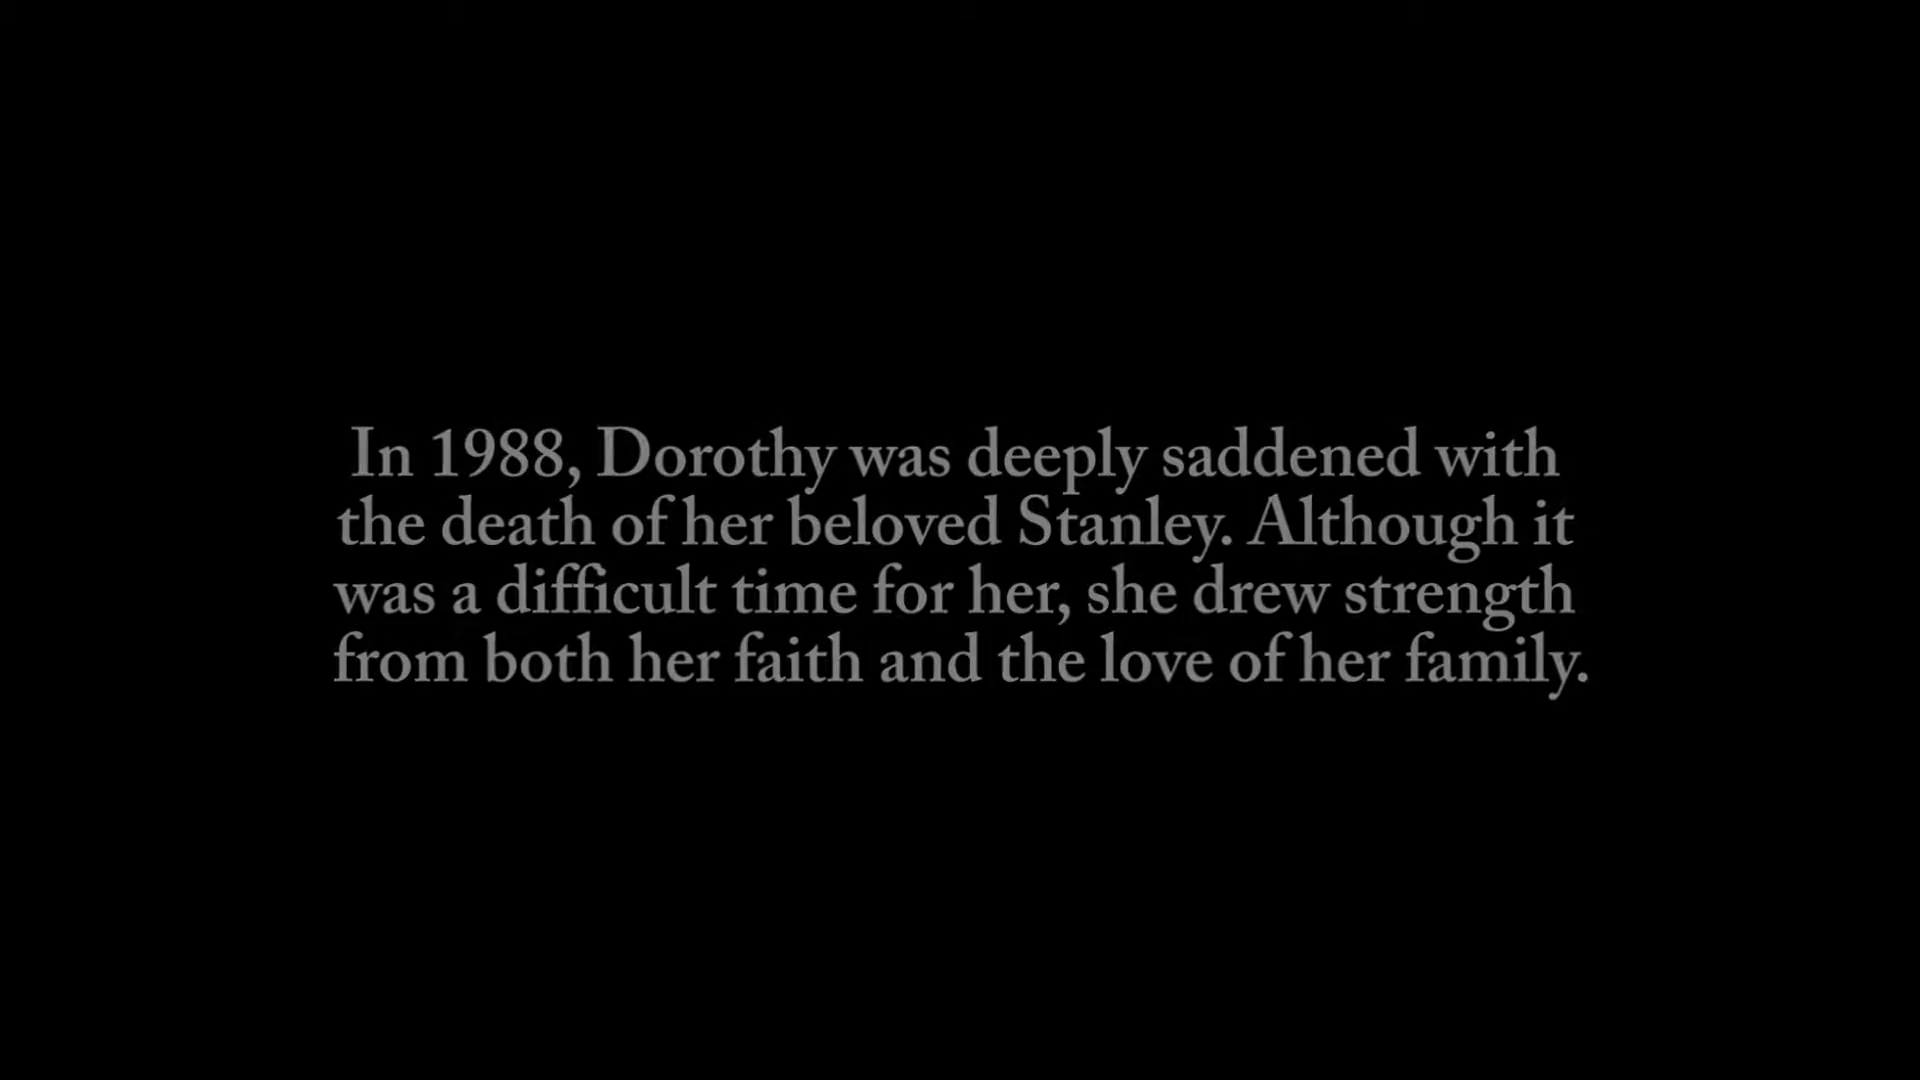 In 1988, Dorothy was deeply saddened with
the death of her beloved Stanley. Although it
was a difficult time for her, she drew strength
from both her faith and the love of her family.